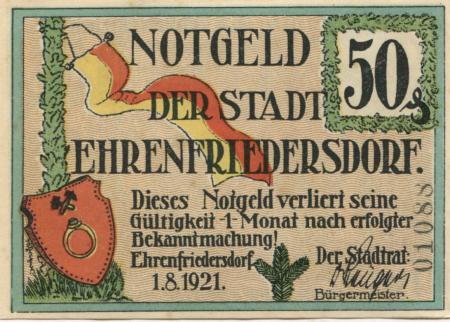 NOTGELD
50
DER STADT
EHRENFRIEDERSDORF.
Dieses Notgeld verliert seine
Gültigkeit 1 Monat nach erfolgter
Bekanntmachung!
Ehrenfriedersdorf
1.8.1921.
Der Stadtrat:
Bürgermeister.
01088